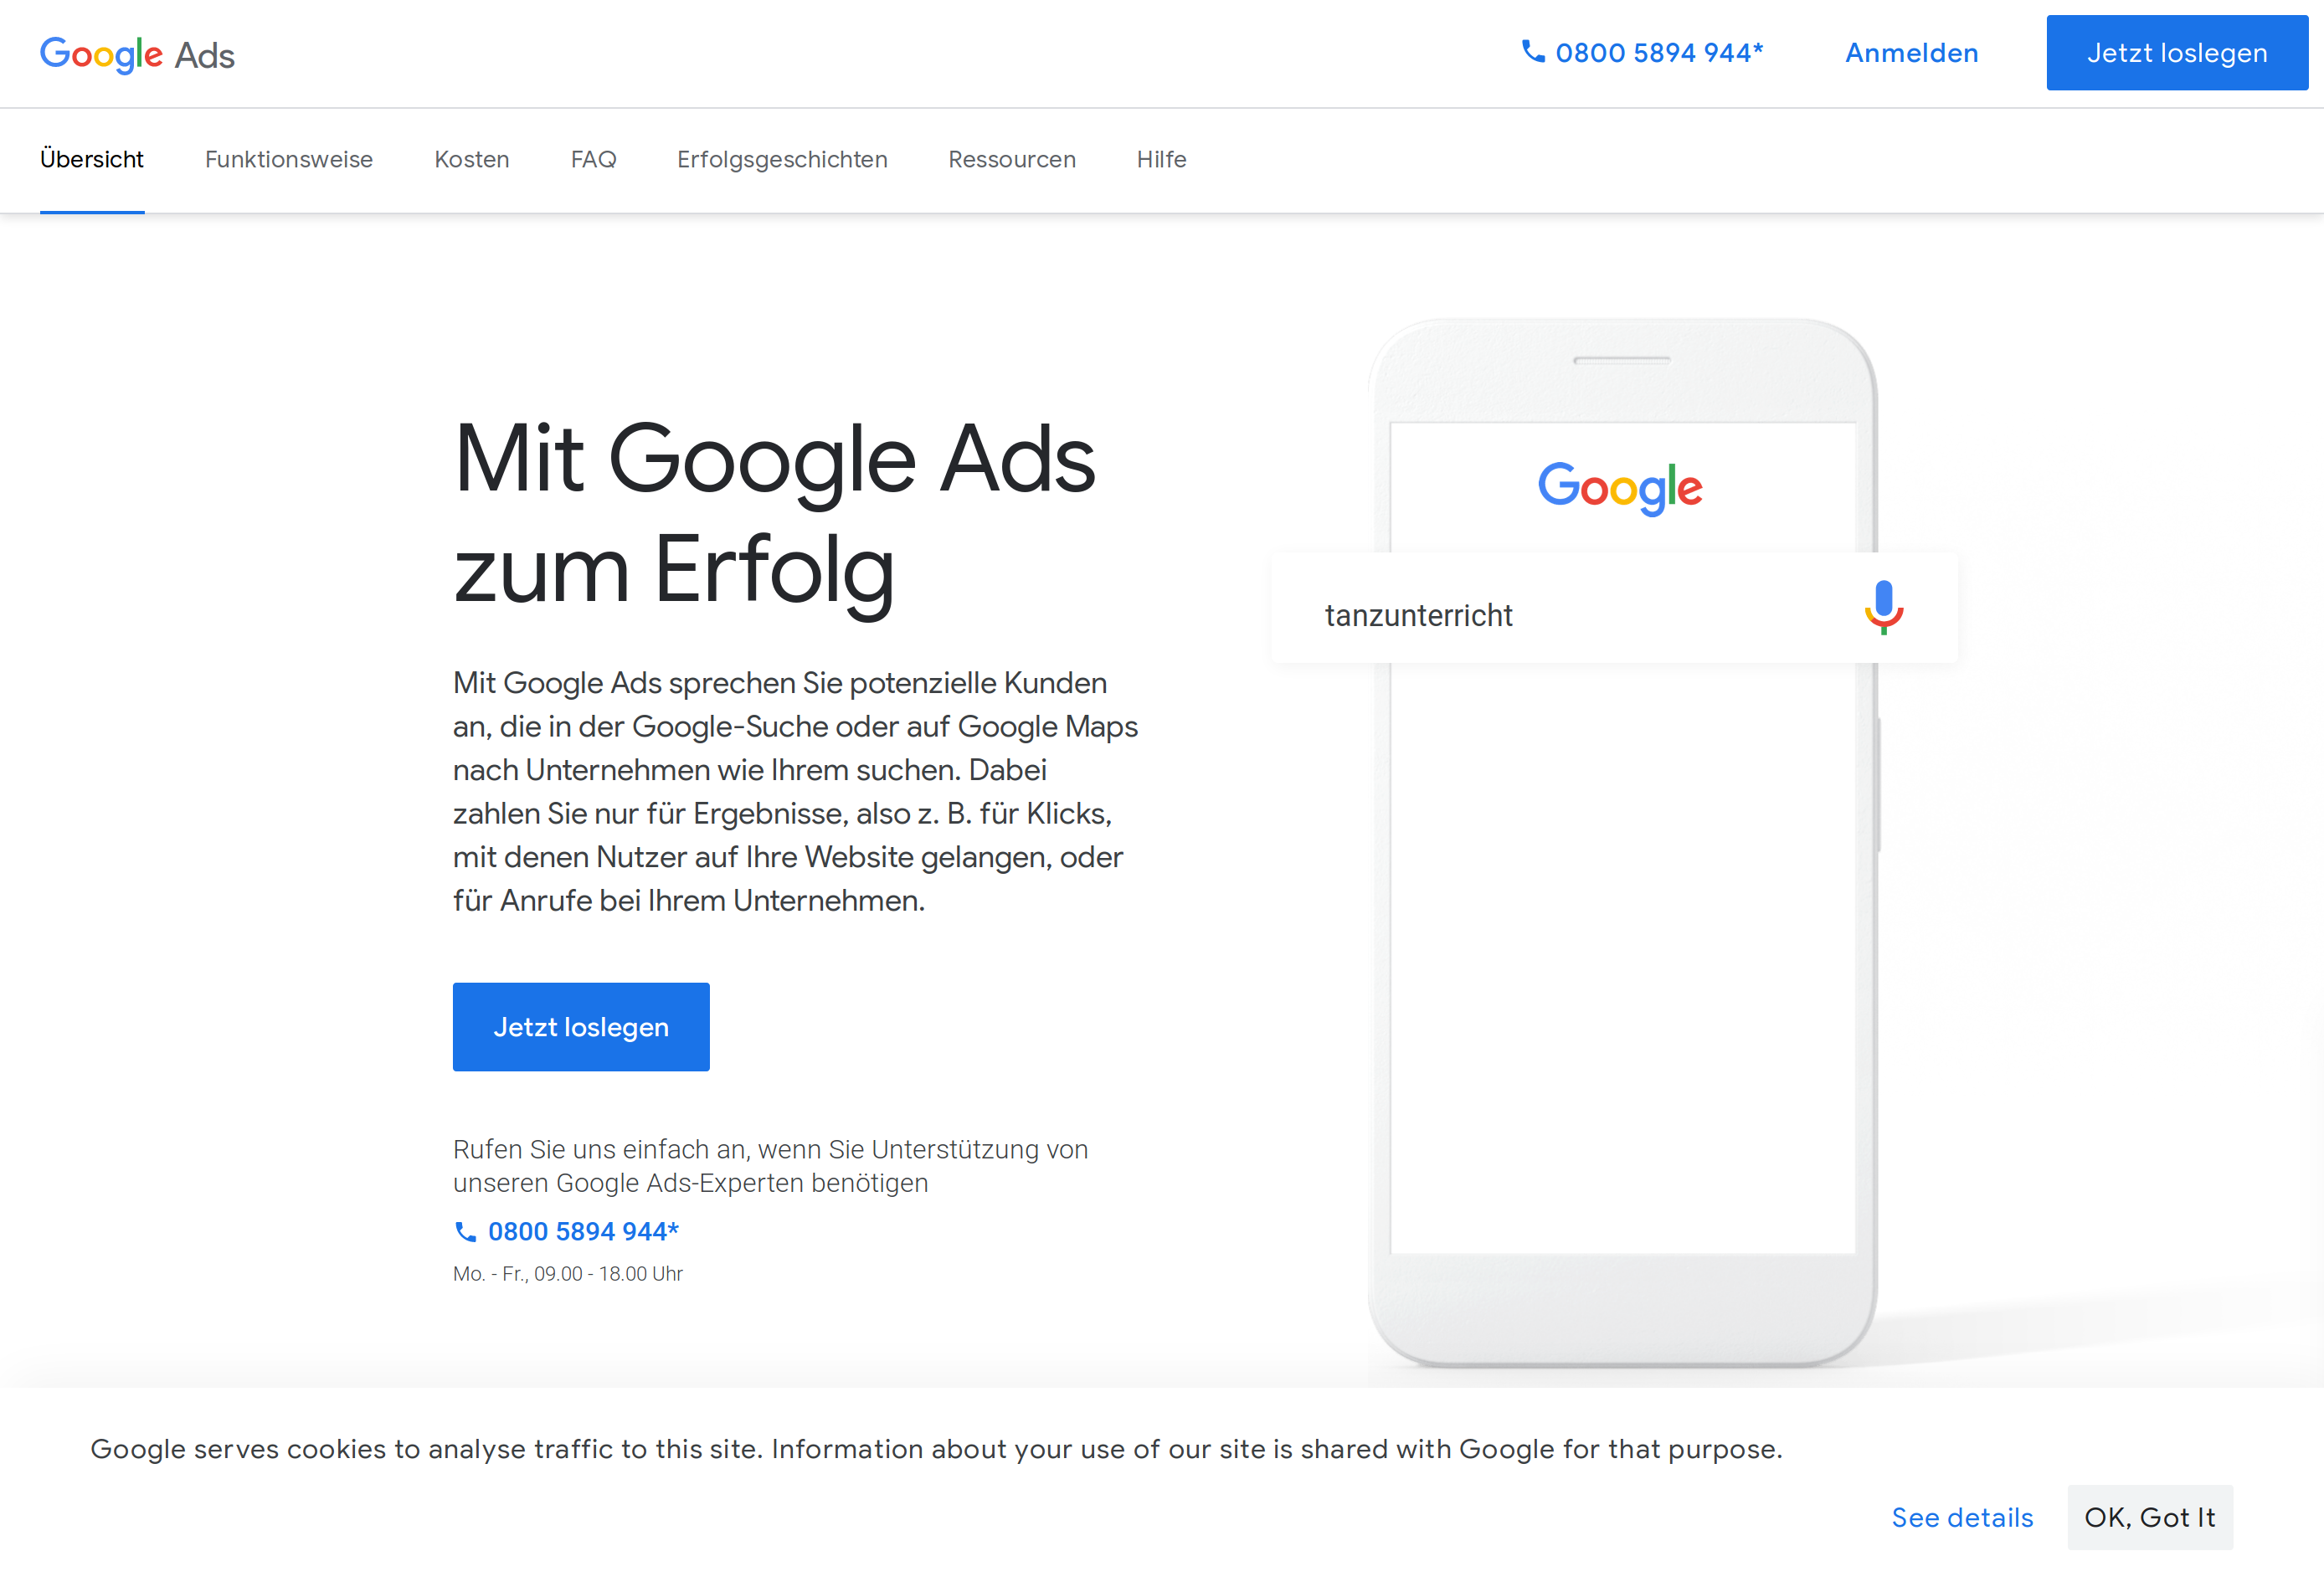 Google Ads
0800 5894 944*
Anmelden
Jetzt loslegen
Übersicht
Funktionsweise
Kosten
FAQ
Erfolgsgeschichten
Ressourcen
Hilfe
Mit Google Ads
zum Erfolg
Mit Google Ads sprechen Sie potenzielle Kunden
an, die in der Google-Suche oder auf Google Maps
nach Unternehmen wie Ihrem suchen. Dabei
zahlen Sie nur für Ergebnisse, also z. B. für Klicks,
mit denen Nutzer auf Ihre Website gelangen, oder
für Anrufe bei Ihrem Unternehmen.
Jetzt loslegen
Rufen Sie uns einfach an, wenn Sie Unterstützung von
unseren Google Ads-Experten benötigen
0800 5894 944*
Mo. - Fr., 09.00 - 18.00 Uhr
Google
tanzunterricht
Google serves cookies to analyse traffic to this site. Information about your use of our site is shared with Google for that purpose.
See details
OK, Got It